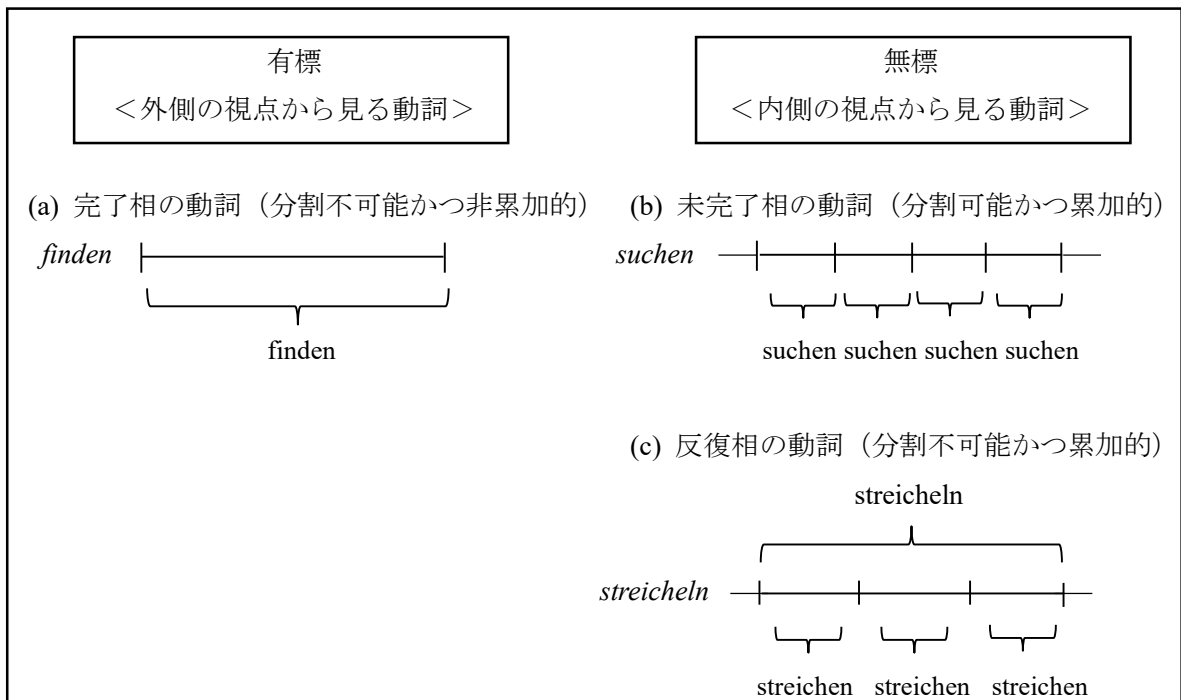 有標
<外側の視点から見る動詞>
無標
<内側の視点から見る動詞>
(a) 完了相の動詞（分割不可能かつ非累加的）
finden
finden
(b) 未完了相の動詞（分割可能かつ累加的）
suchen
suchen suchen suchen suchen
(c) 反復相の動詞（分割不可能かつ累加的）
streicheln
streicheln
streichen streichen streichen